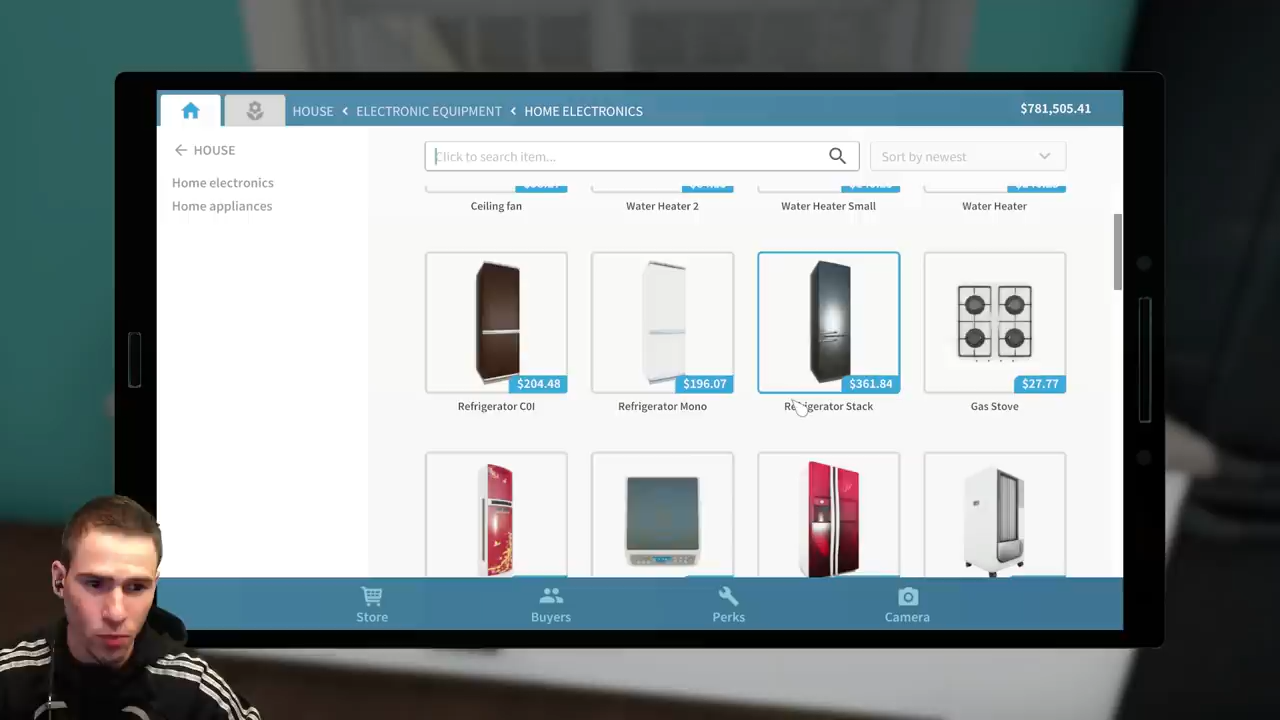 HOUSE < ELECTRONIC EQUIPMENT < HOME ELECTRONICS
$781,505.41
HOUSE
Home electronics
Home appliances
Click to search item...
Sort by newest
Ceiling fan
Water Heater 2
Water Heater Small
Water Heater
$204.48
$196.07
$361.84
$27.77
Refrigerator C0I
Refrigerator Mono
Refrigerator Stack
Gas Stove
Store
Buyers
Perks
Camera